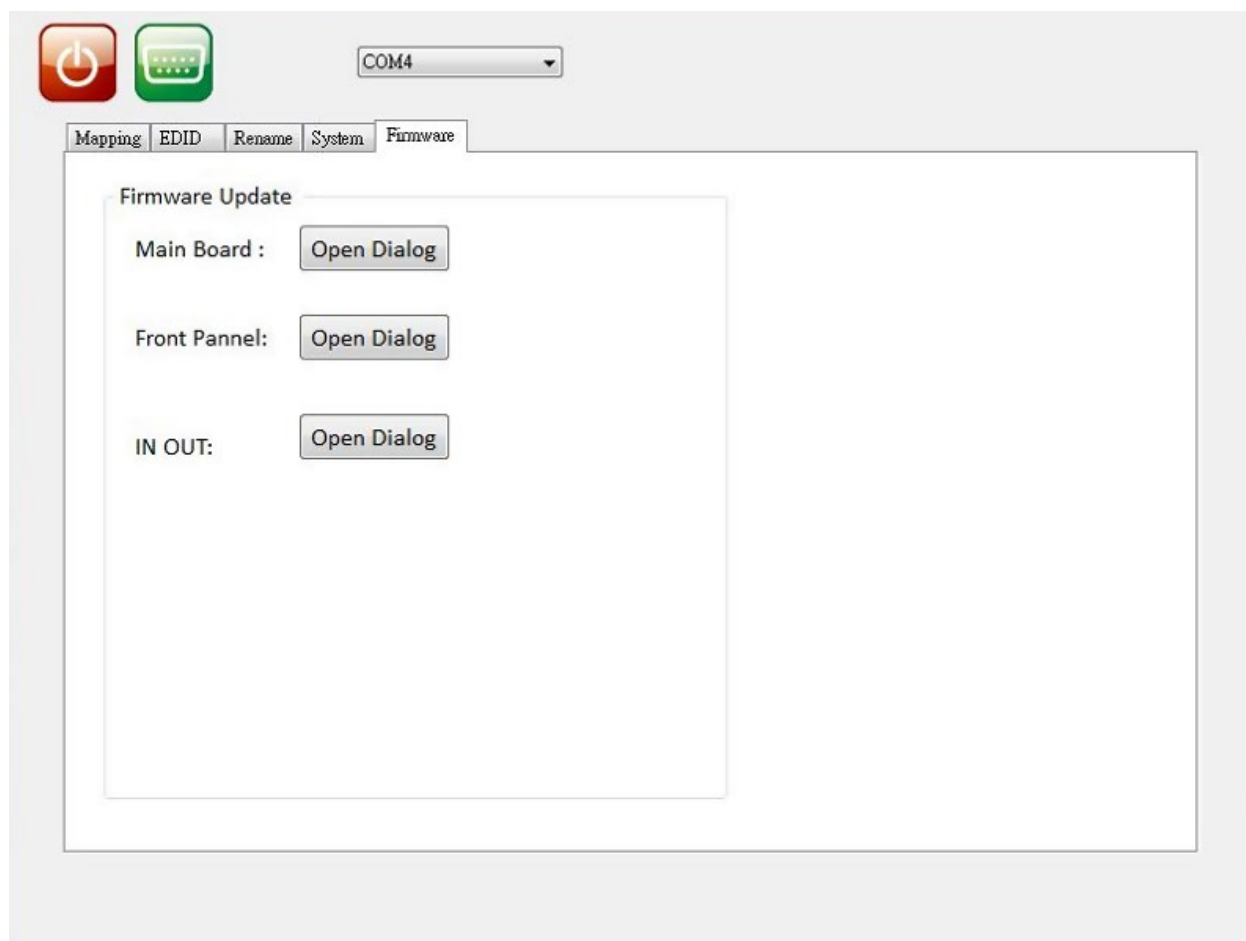 COM4
Mapping EDID Rename System Firmware
Firmware Update
Main Board : Open Dialog
Front Pannel: Open Dialog
IN OUT: Open Dialog